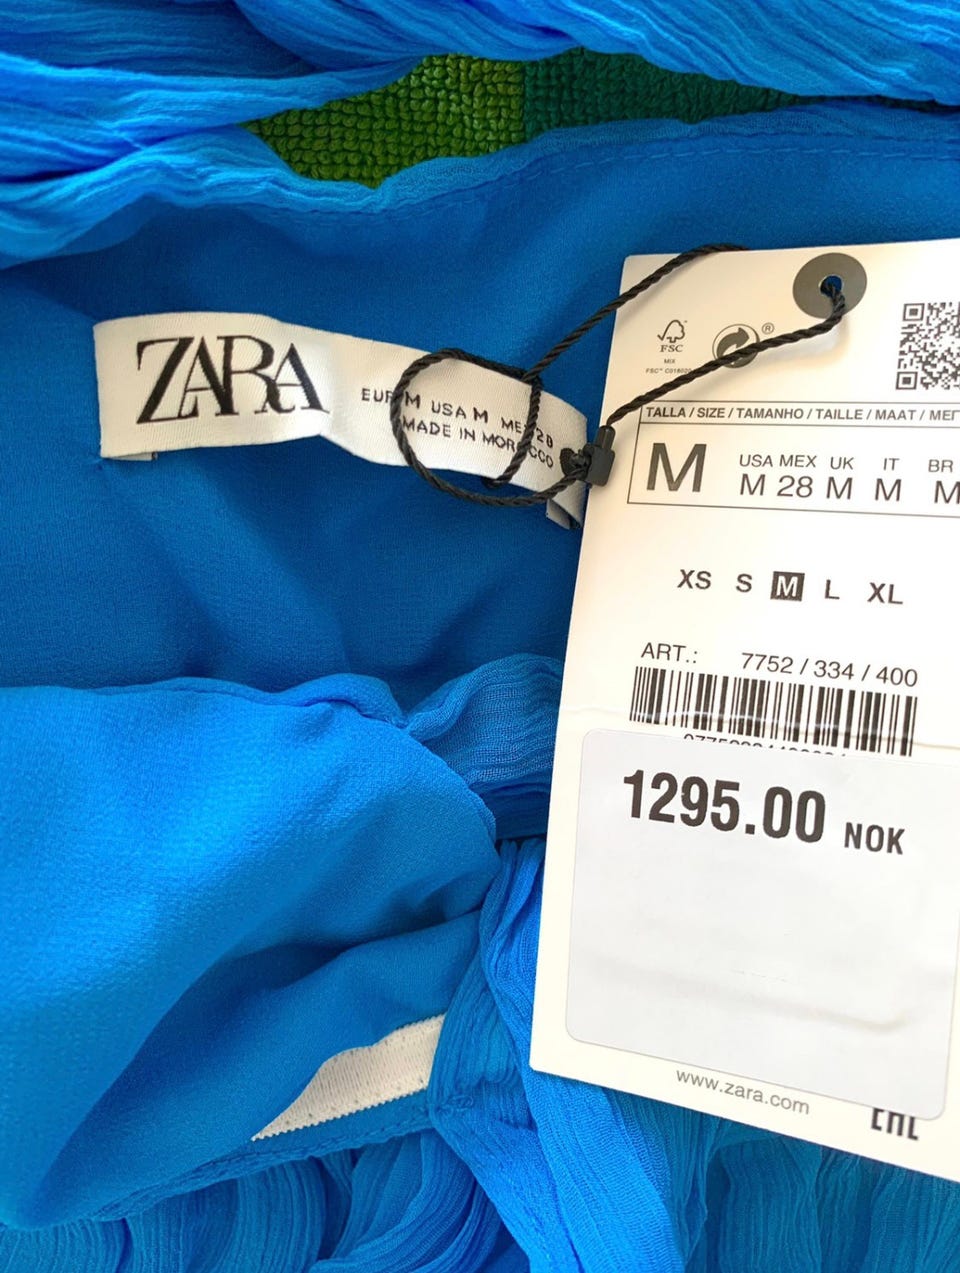 ZARA
EUR M USA M MEX 28
MADE IN MOROCCO
FSC
MIX
®
TALLA / SIZE / TAMANHO / TAILLE / MAAT /
M
USA MEX UK IT BR
M 28 M M M
XS S M L XL
ART.: 7752 / 334 / 400
1295.00 NOK
www.zara.com
EAC